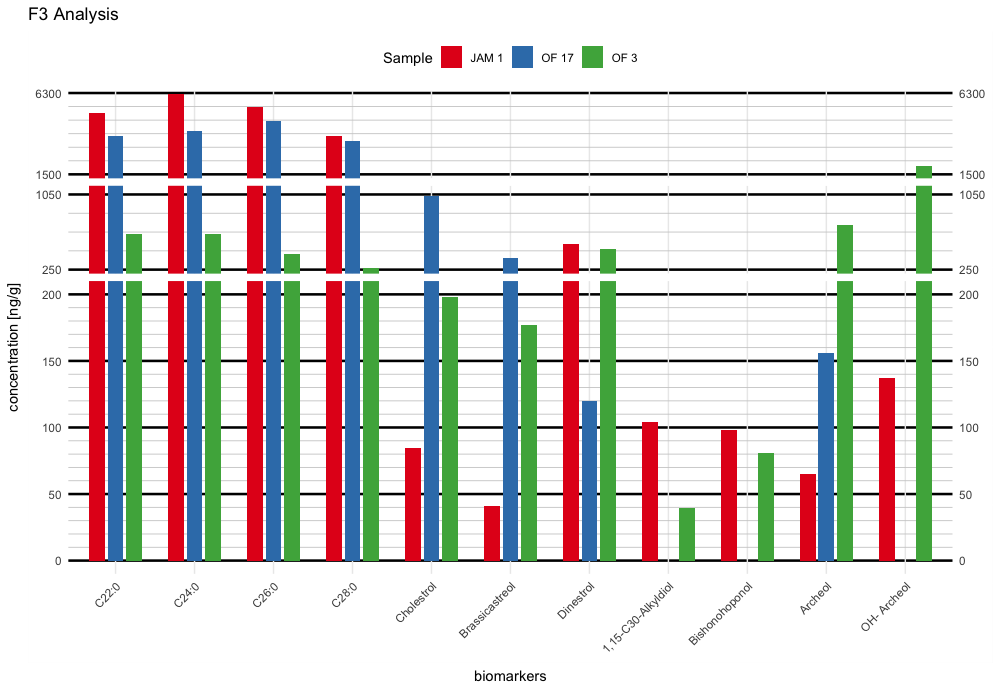 F3 Analysis
Sample JAM 1 OF 17 OF 3
6300 6300
1500 1500
1050 1050
250 250
200 200
150 150
100 100
50 50
0 0
concentration [ng/g]
C22:0 C24:0 C26:0 C28:0 Cholestrol Brassicastreol Dinestrol 1,15-C30-Alkyldiol Bishonohoponol Archeol OH- Archeol
biomarkers